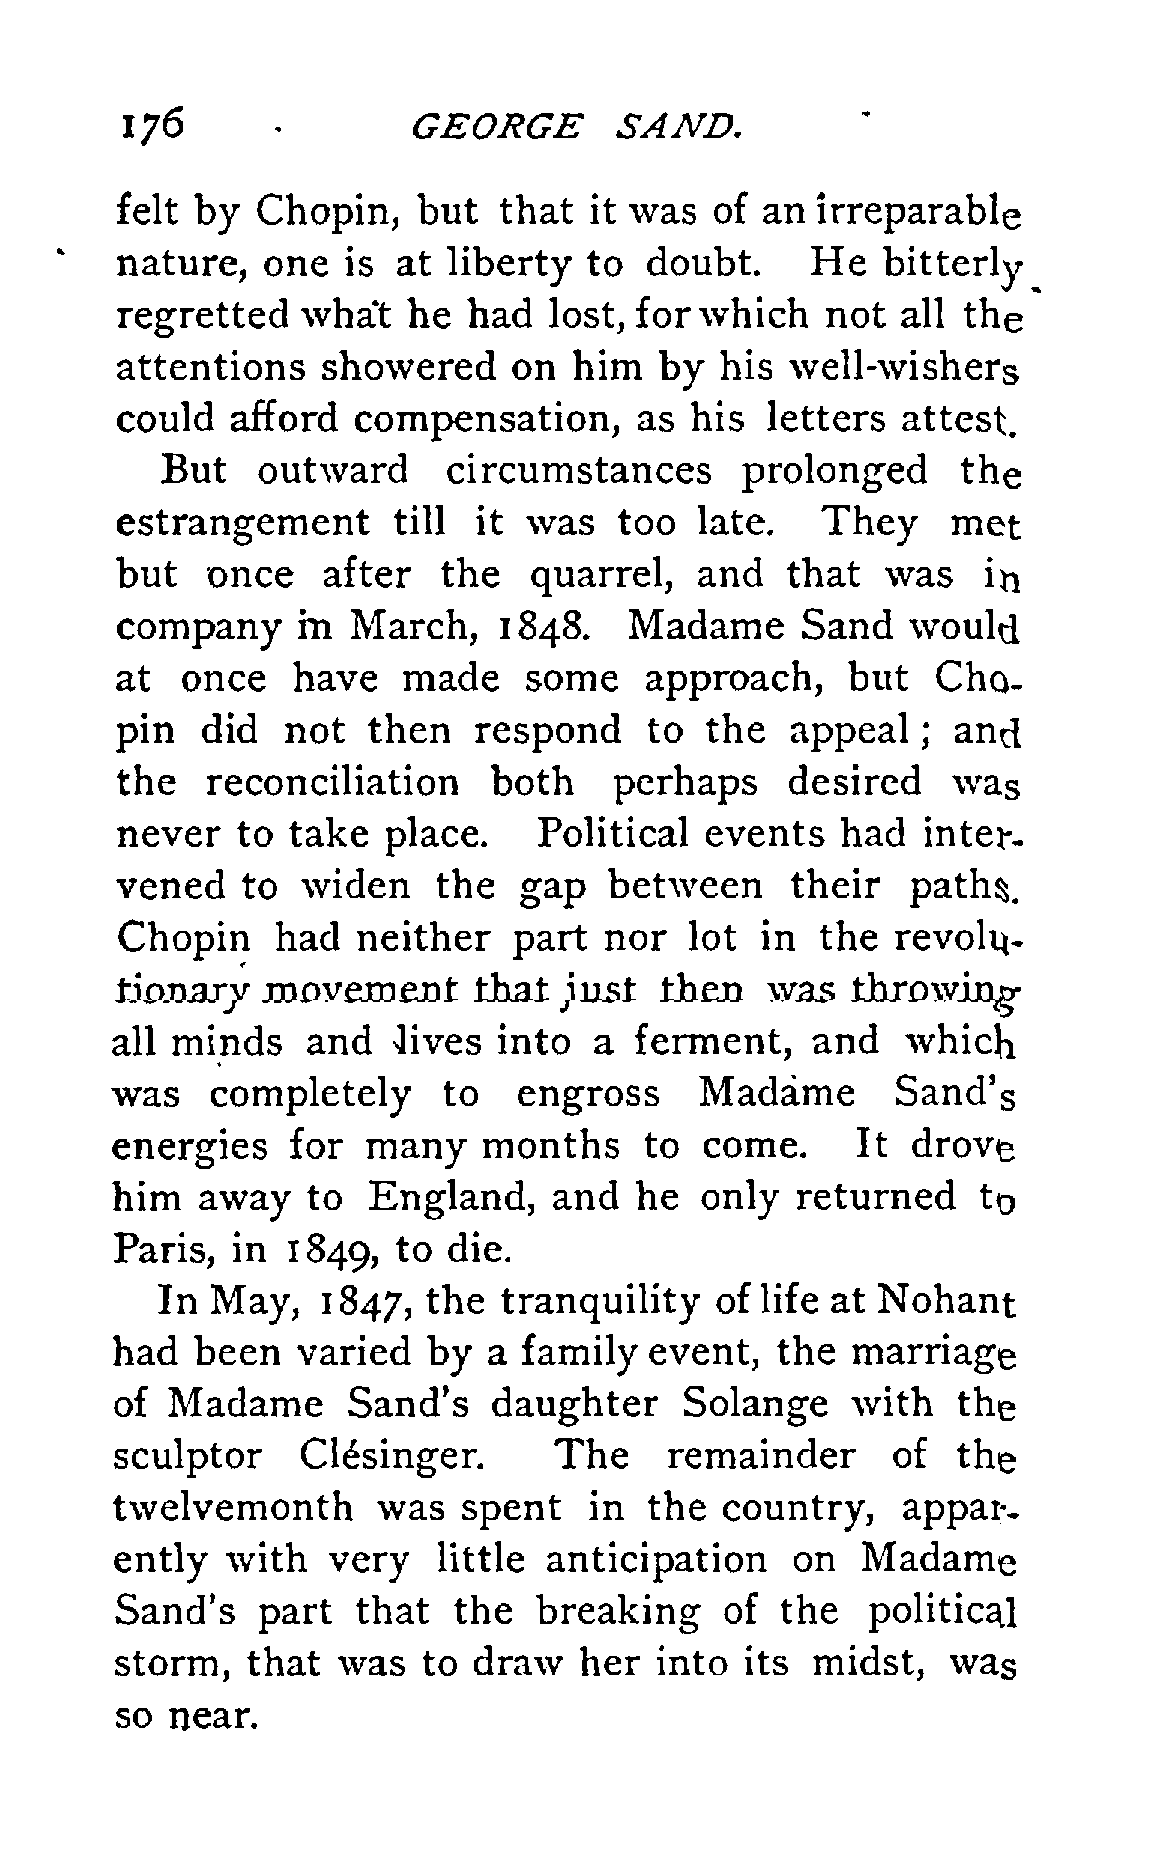 176 GEORGE SAND.
felt by Chopin, but that it was of an irreparable
nature, one is at liberty to doubt. He bitterly
regretted what he had lost, for which not all the
attentions showered on him by his well-wishers
could afford compensation, as his letters attest.
But outward circumstances prolonged the
estrangement till it was too late. They met
but once after the quarrel, and that was in
company in March, 1848. Madame Sand would
at once have made some approach, but Cho-
pin did not then respond to the appeal; and
the reconciliation both perhaps desired was
never to take place. Political events had inter-
vened to widen the gap between their paths.
Chopin had neither part nor lot in the revolu-
tionary movement that just then was throwing
all minds and lives into a ferment, and which
was completely to engross Madame Sand's
energies for many months to come. It drove
him away to England, and he only returned to
Paris, in 1849, to die.
In May, 1847, the tranquility of life at Nohant
had been varied by a family event, the marriage
of Madame Sand's daughter Solange with the
sculptor Clésinger. The remainder of the
twelvemonth was spent in the country, appar-
ently with very little anticipation on Madame
Sand's part that the breaking of the political
storm, that was to draw her into its midst, was
so near.